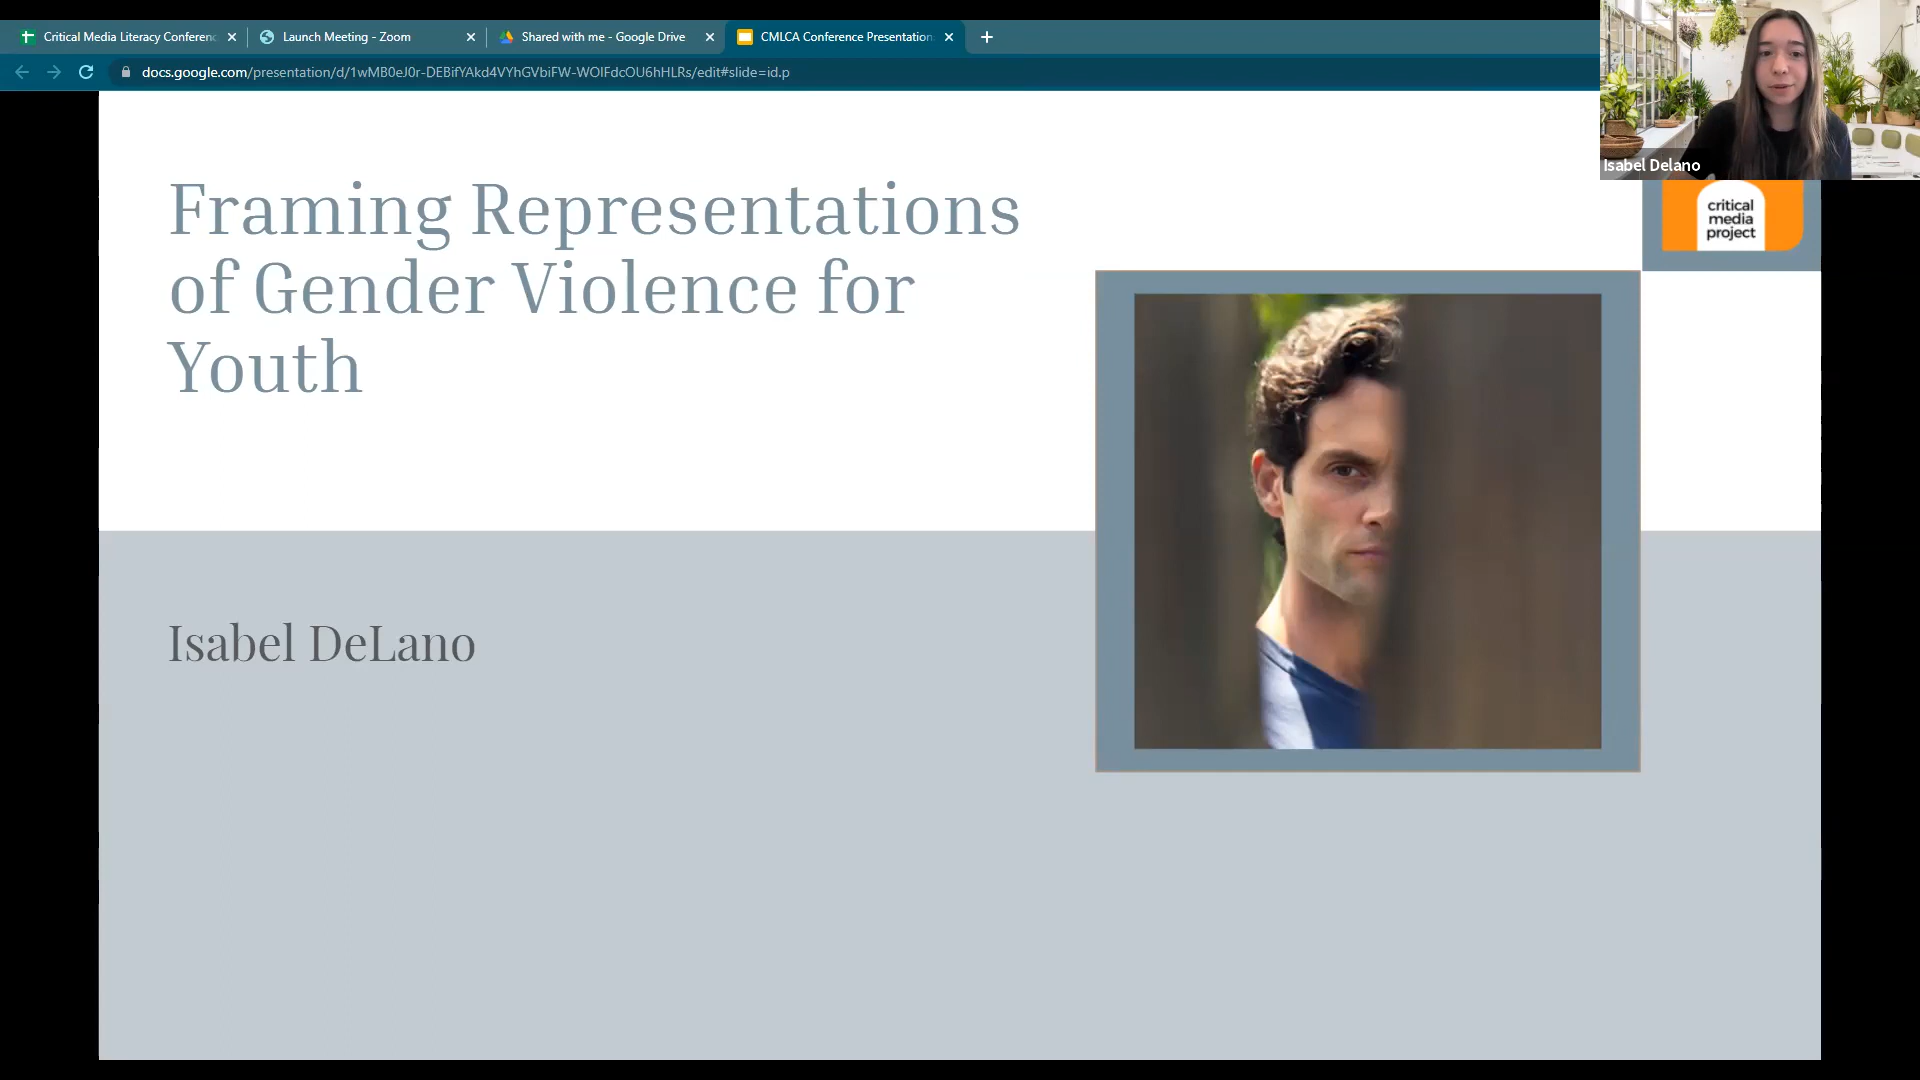 Critical Media Literacy Conferenc
Launch Meeting - Zoom
Shared with me - Google Drive
CMLCA Conference Presentation
docs.google.com/presentation/d/1wMB0eJ0r-DEBifYAkd4VYhGVbiFW-WOlFdcOU6hHLRs/edit#slide=id.p
Isabel Delano
critical
media
project
Framing Representations
of Gender Violence for
Youth
Isabel DeLano